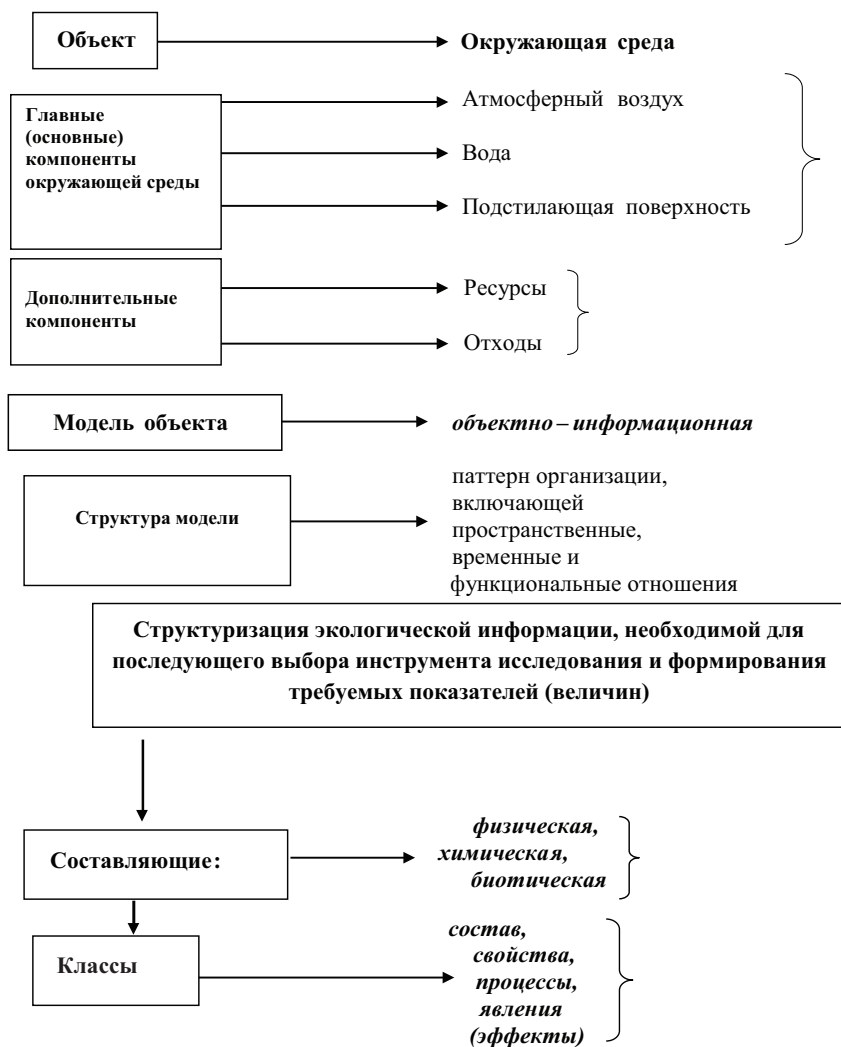 Объект
Окружающая среда
Главные
(основные)
компоненты
окружающей среды
Атмосферный воздух
Вода
Подстилающая поверхность
Дополнительные
компоненты
Ресурсы
Отходы
Модель объекта
объектно – информационная
Структура модели
паттерн организации,
включающей
пространственные,
временные и
функциональные отношения
Структуризация экологической информации, необходимой для
последующего выбора инструмента исследования и формирования
требуемых показателей (величин)
Составляющие:
физическая,
химическая,
биотическая
Классы
состав,
свойства,
процессы,
явления
(эффекты)